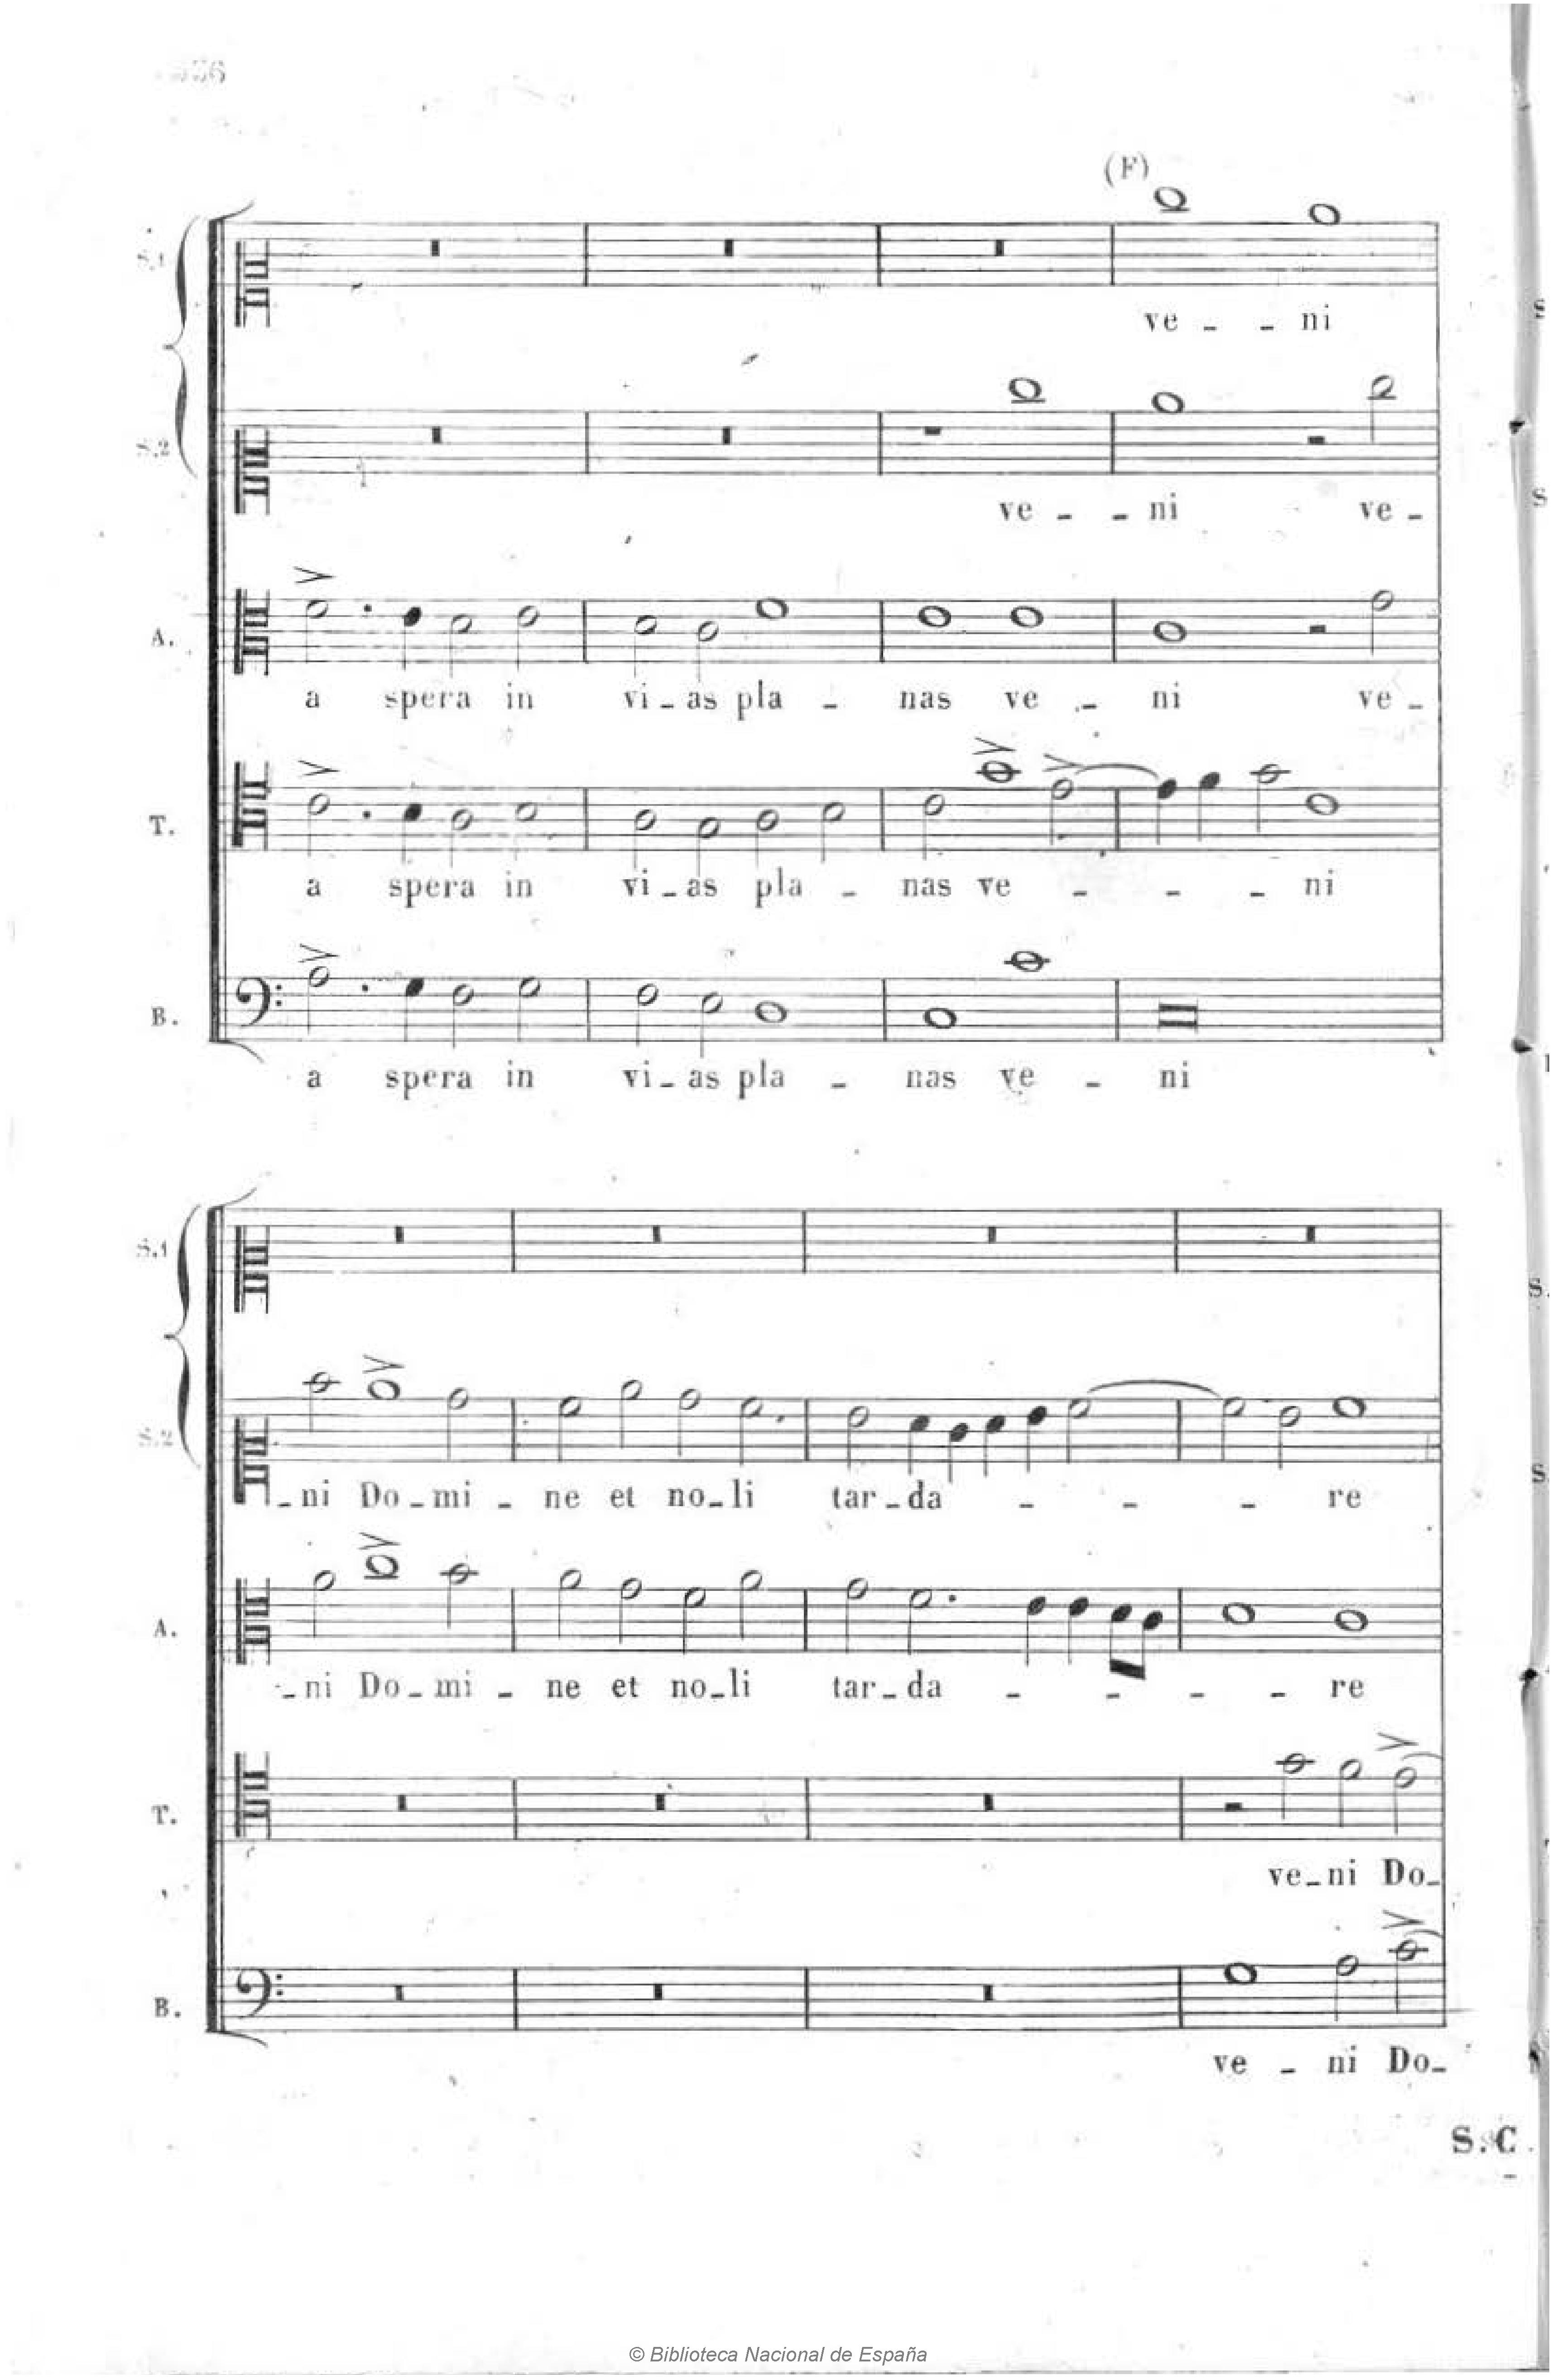 (F)
S.1
ve - - ni
S.2
ve - - ni ve -
A.
a spera in vi - as pla - nas ve - ni ve -
T.
a spera in vi - as pla - nas ve - - - ni
B.
a spera in vi - as pla - nas ve - ni
S.1
S.2
- ni Do - mi - ne et no - li tar - da - - - re
A.
- ni Do - mi - ne et no - li tar - da - - - - re
T.
ve - ni Do -
B.
ve - ni Do -
S. C.
© Biblioteca Nacional de España